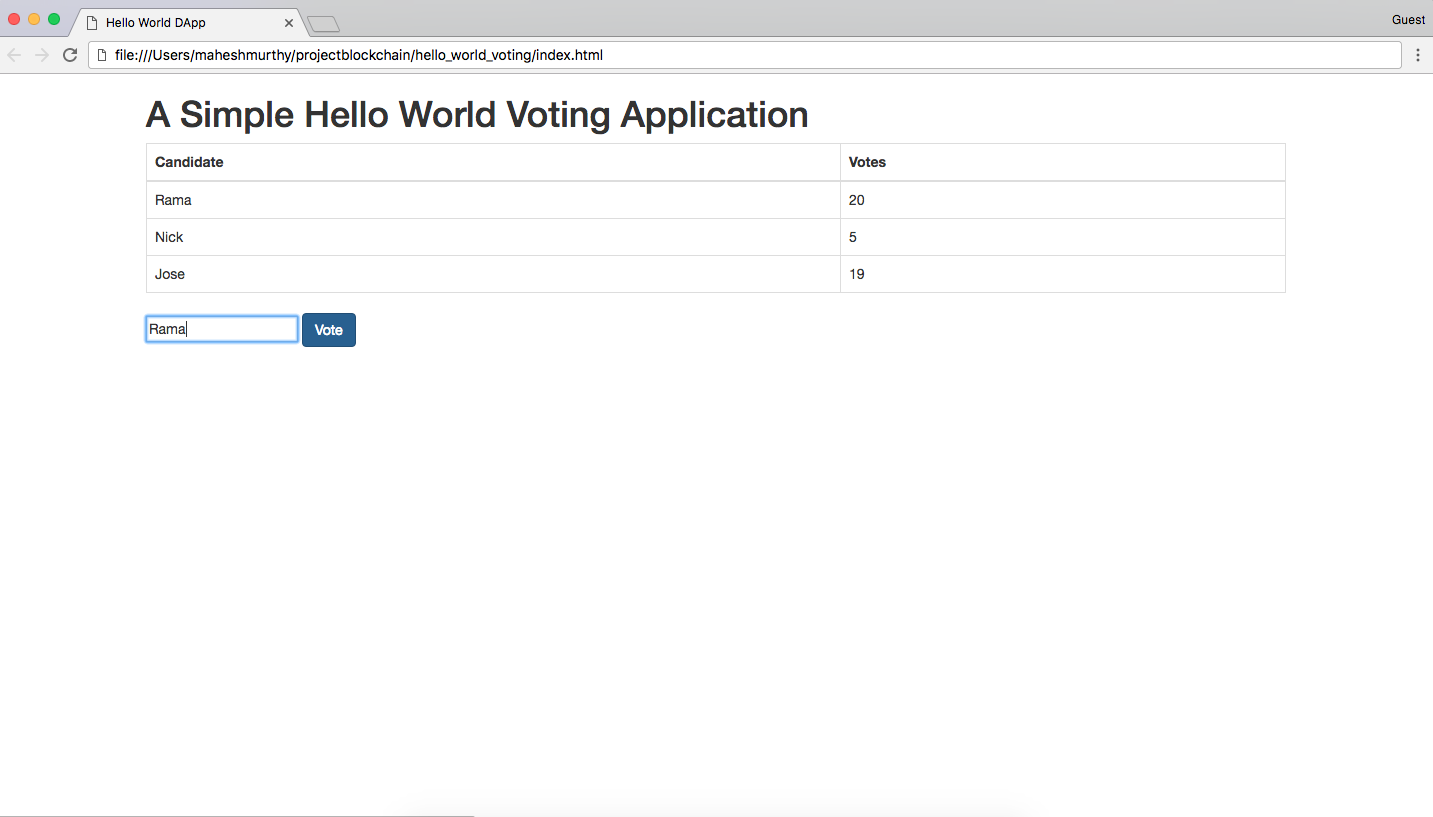 Hello World DApp
Guest
file:///Users/maheshmurthy/projectblockchain/hello_world_voting/index.html
A Simple Hello World Voting Application
Candidate Votes
Rama 20
Nick 5
Jose 19
Rama Vote